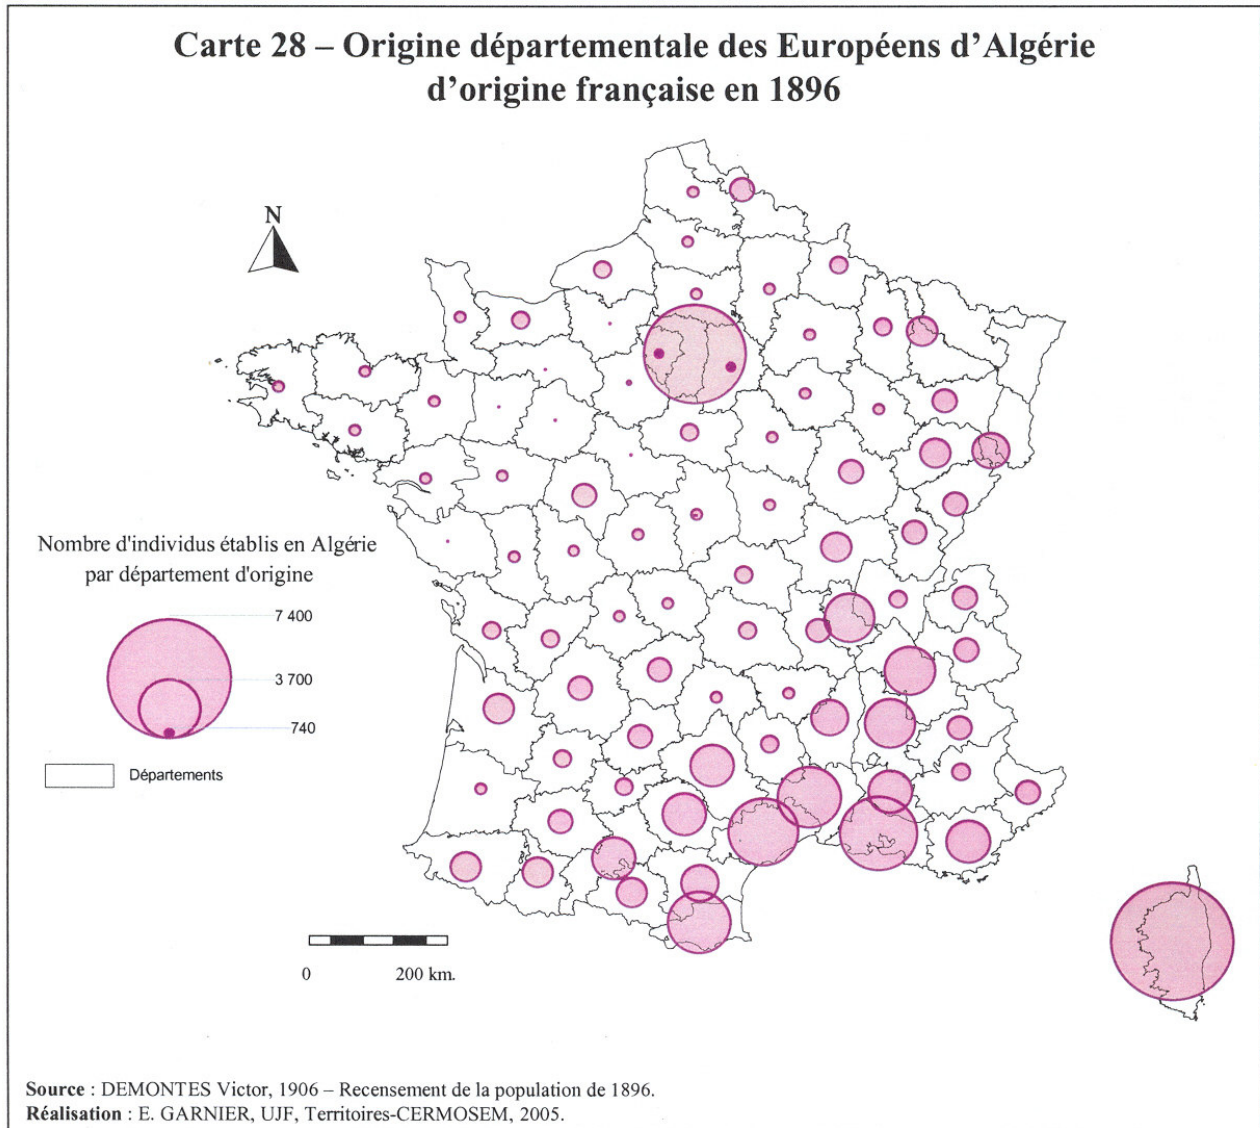 Carte 28 – Origine départementale des Européens d’Algérie
d’origine française en 1896
N
Nombre d'individus établis en Algérie
par département d'origine
7 400
3 700
740
Départements
0 200 km.
Source : DEMONTES Victor, 1906 – Recensement de la population de 1896.
Réalisation : E. GARNIER, UJF, Territoires-CERMOSEM, 2005.